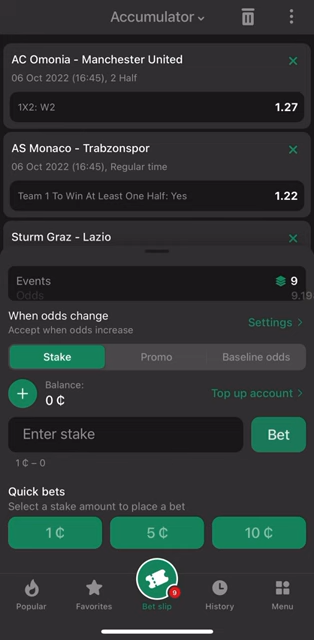 Accumulator
AC Omonia - Manchester United
06 Oct 2022 (16:45), 2 Half
1X2: W2 1.27
AS Monaco - Trabzonspor
06 Oct 2022 (16:45), Regular time
Team 1 To Win At Least One Half: Yes 1.22
Sturm Graz - Lazio
Events 9
Odds 9.19
When odds change
Accept when odds increase
Settings >
Stake Promo Baseline odds
Balance:
0 ₵
Top up account >
Enter stake Bet
1 ₵ – 0
Quick bets
Select a stake amount to place a bet
1 ₵ 5 ₵ 10 ₵
9
Popular Favorites Bet slip History Menu